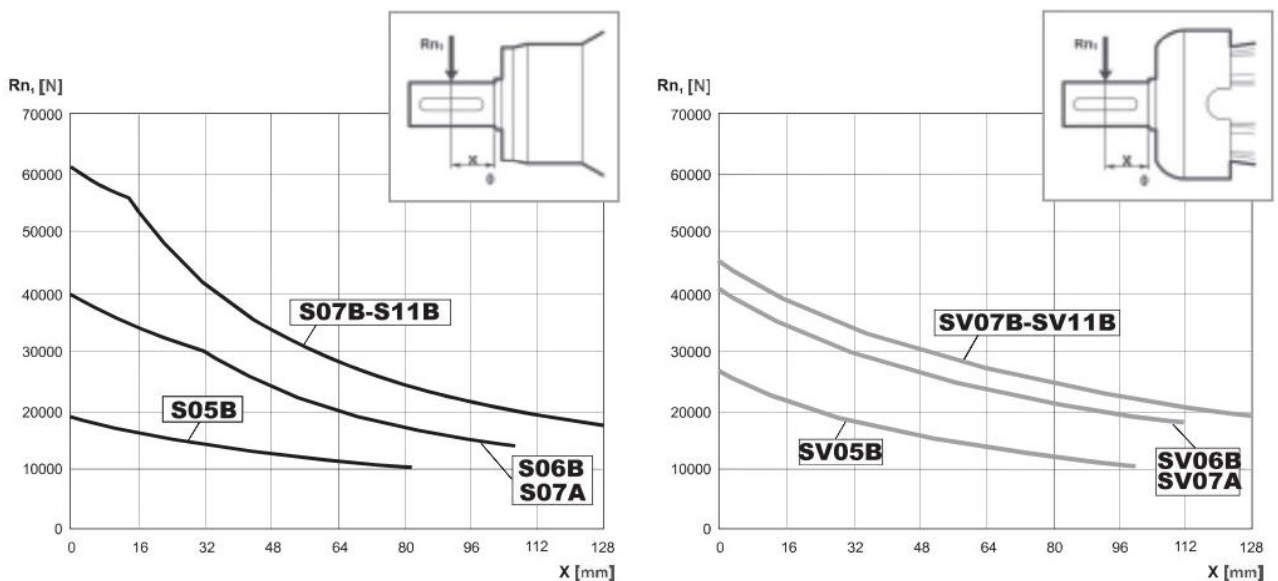 Rn₁ [N]
70000
60000
50000
40000
30000
20000
10000
0
0 16 32 48 64 80 96 112 128
X [mm]
Rn₁
X
S07B-S11B
S05B
S06B
S07A
Rn₁ [N]
70000
60000
50000
40000
30000
20000
10000
0
0 16 32 48 64 80 96 112 128
X [mm]
Rn₁
X
SV07B-SV11B
SV05B
SV06B
SV07A